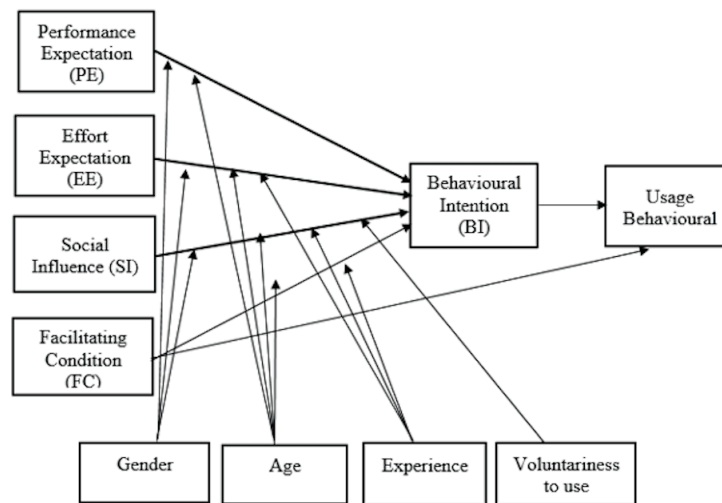 Performance
Expectation
(PE)
Effort
Expectation
(EE)
Social
Influence (SI)
Facilitating
Condition
(FC)
Behavioural
Intention
(BI)
Usage
Behavioural
Gender
Age
Experience
Voluntariness
to use